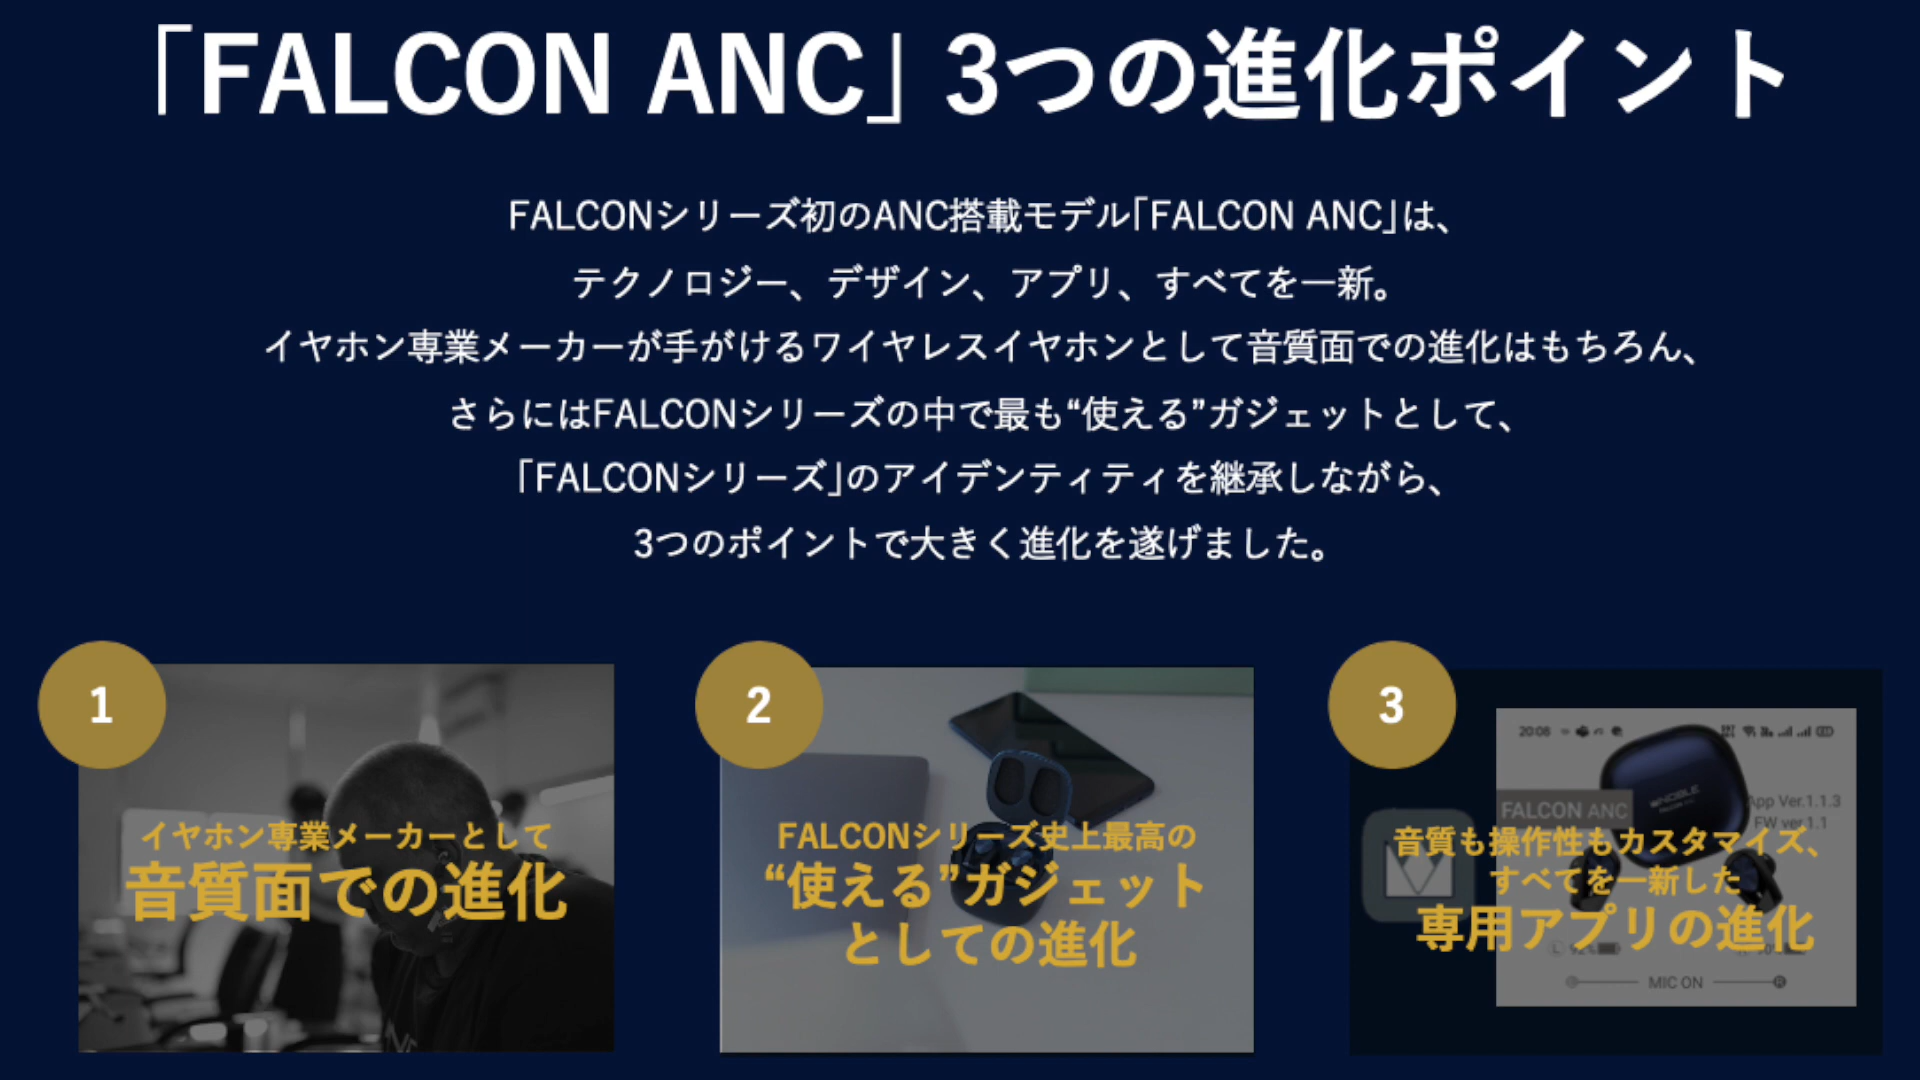 「FALCON ANC」 3つの進化ポイント
FALCONシリーズ初のANC搭載モデル「FALCON ANC」は、
テクノロジー、デザイン、アプリ、すべてを一新。
イヤホン専業メーカーが手がけるワイヤレスイヤホンとして音質面での進化はもちろん、
さらにはFALCONシリーズの中で最も“使える”ガジェットとして、
「FALCONシリーズ」のアイデンティティを継承しながら、
3つのポイントで大きく進化を遂げました。
1
イヤホン専業メーカーとして
音質面での進化
2
FALCONシリーズ史上最高の
“使える”ガジェット
としての進化
3
20:08
NOBLE
FALCON ANC
App Ver.1.1.3
FW ver.1.1
音質も操作性もカスタマイズ、
すべてを一新した
専用アプリの進化
MIC ON
R